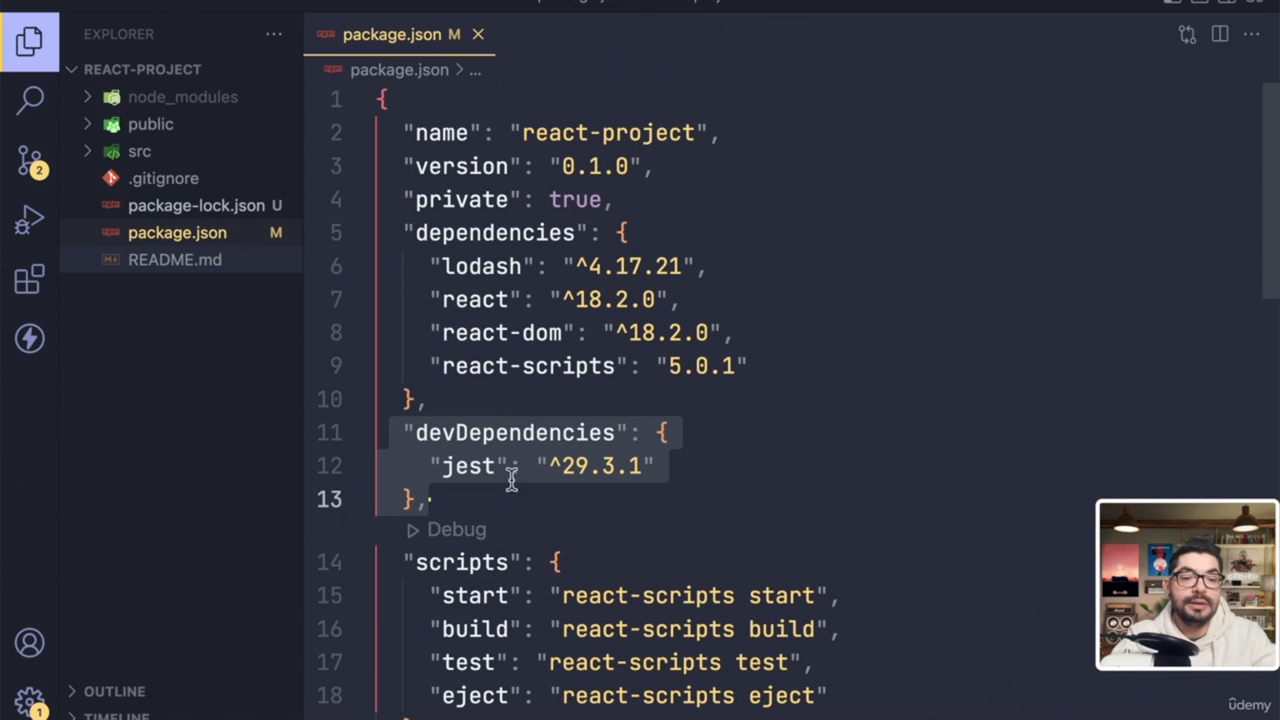 EXPLORER
REACT-PROJECT
node_modules
public
src
.gitignore
package-lock.json U
package.json M
README.md
OUTLINE
TIMELINE
2
1
package.json M
package.json > ...
1 {
2 "name": "react-project",
3 "version": "0.1.0",
4 "private": true,
5 "dependencies": {
6 "lodash": "^4.17.21",
7 "react": "^18.2.0",
8 "react-dom": "^18.2.0",
9 "react-scripts": "5.0.1"
10 },
11 "devDependencies": {
12 "jest": "^29.3.1"
13 },
Debug
14 "scripts": {
15 "start": "react-scripts start",
16 "build": "react-scripts build",
17 "test": "react-scripts test",
18 "eject": "react-scripts eject"
ûdemy